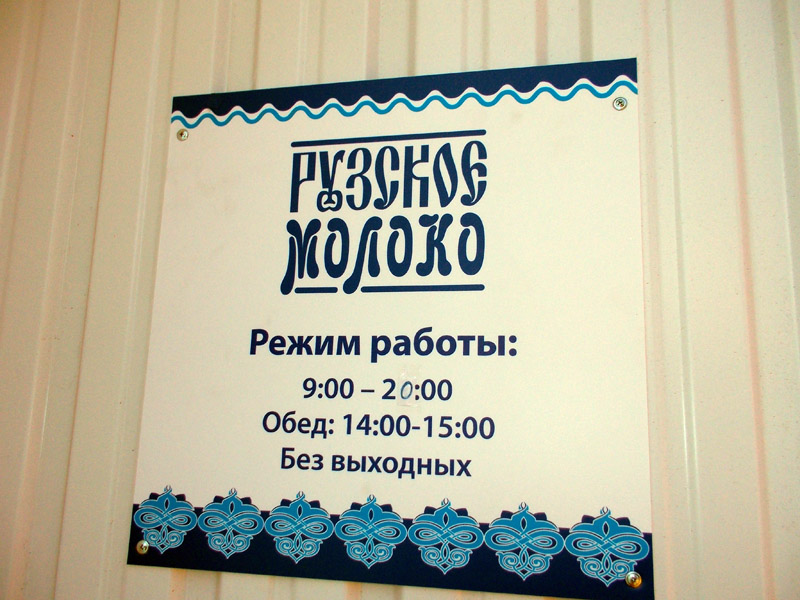 Рузское
молоко
Режим работы:
9:00 – 20:00
Обед: 14:00-15:00
Без выходных